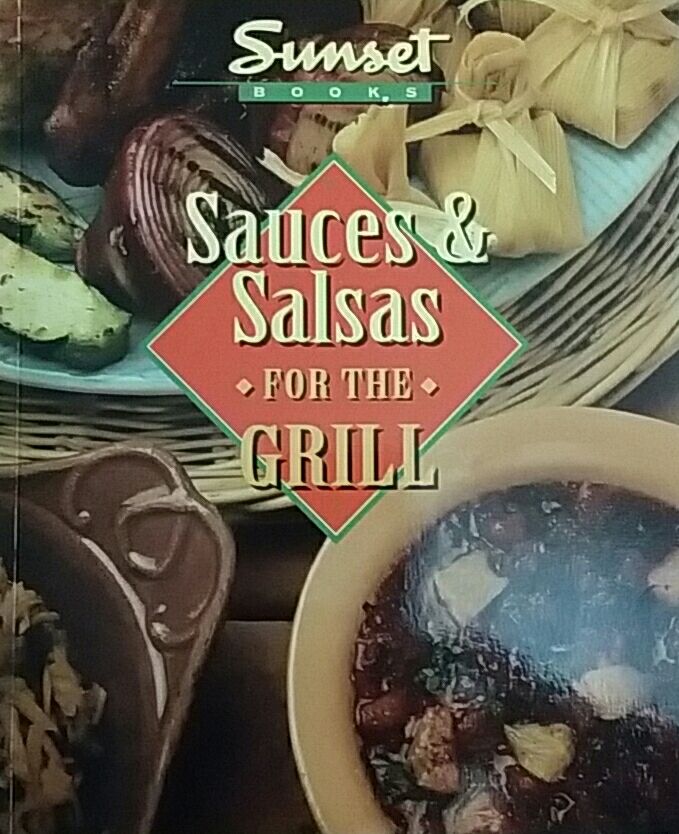 Sunset
BOOKS
Sauces &
Salsas
• FOR THE •
GRILL